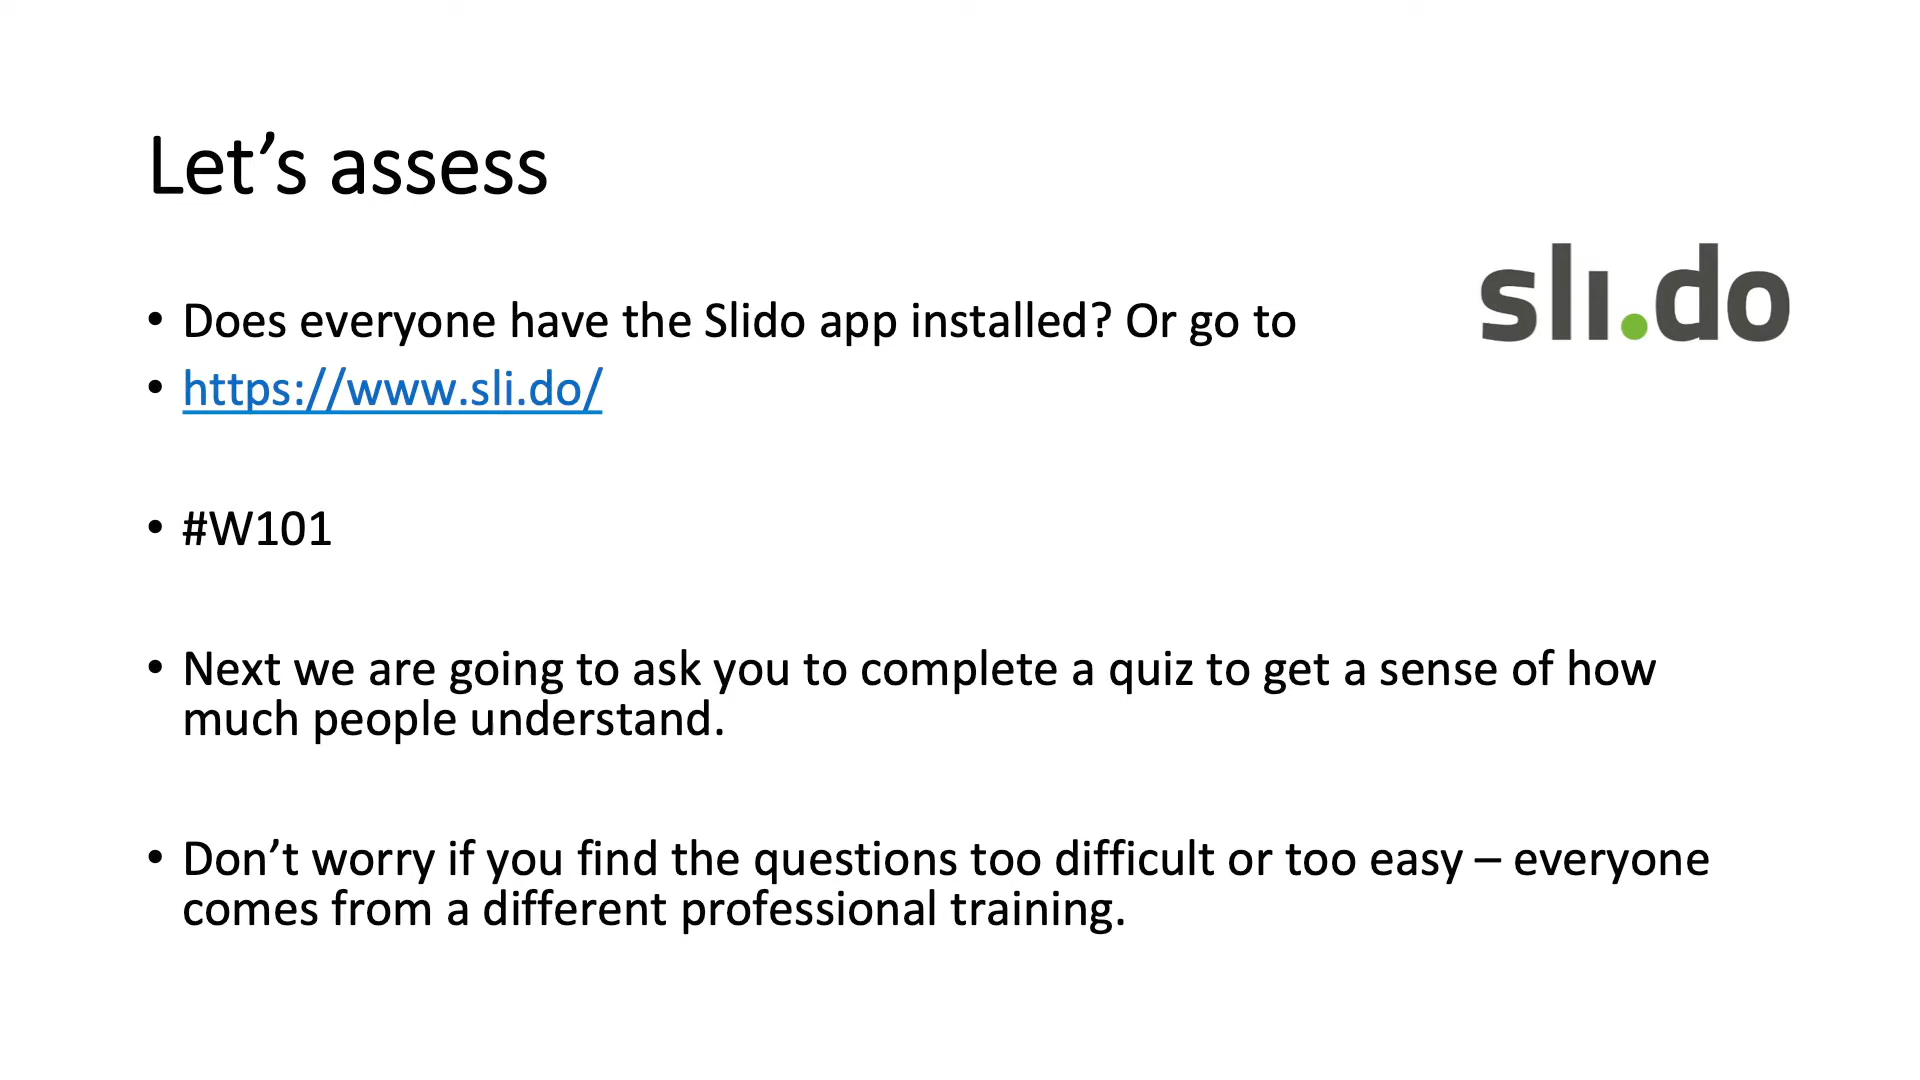 Let’s assess
sli.do
• Does everyone have the Slido app installed? Or go to
• https://www.sli.do/
• #W101
• Next we are going to ask you to complete a quiz to get a sense of how
much people understand.
• Don’t worry if you find the questions too difficult or too easy – everyone
comes from a different professional training.